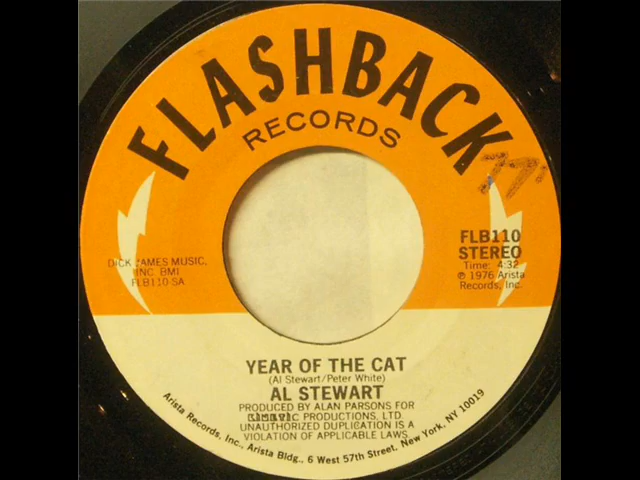 FLASHBACK
RECORDS
DICK JAMES MUSIC,
INC. BMI
FLB110-SA
FLB110
STEREO
Time: 4:32
℗ 1976 Arista
Records, Inc.
YEAR OF THE CAT
(Al Stewart/Peter White)
AL STEWART
PRODUCED BY ALAN PARSONS FOR
PRODUCTIONS, LTD.
UNAUTHORIZED DUPLICATION IS A
VIOLATION OF APPLICABLE LAWS.
Arista Records, Inc., Arista Bldg., 6 West 57th Street, New York, NY 10019